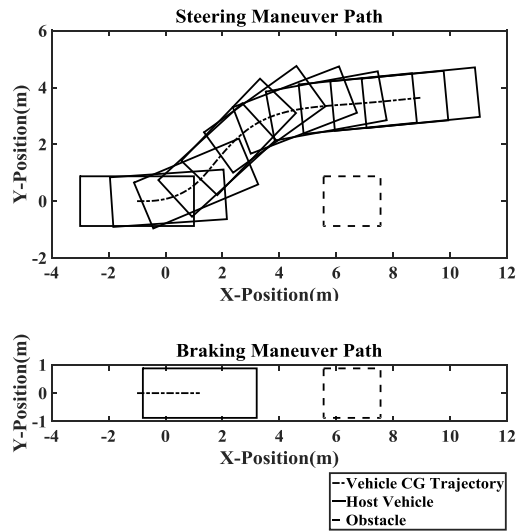 Steering Maneuver Path
6
4
2
0
-2
Y-Position(m)
-4 -2 0 2 4 6 8 10 12
X-Position(m)
Braking Maneuver Path
1
0
-1
Y-Position(m)
-4 -2 0 2 4 6 8 10 12
X-Position(m)
Vehicle CG Trajectory
Host Vehicle
Obstacle